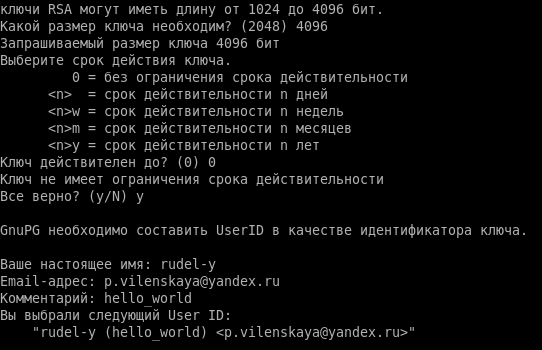 ключи RSA могут иметь длину от 1024 до 4096 бит.
Какой размер ключа необходим? (2048) 4096
Запрашиваемый размер ключа 4096 бит
Выберите срок действия ключа.
         0 = без ограничения срока действительности
      <n>  = срок действительности n дней
      <n>w = срок действительности n недель
      <n>m = срок действительности n месяцев
      <n>y = срок действительности n лет
Ключ действителен до? (0) 0
Ключ не имеет ограничения срока действительности
Все верно? (y/N) y

GnuPG необходимо составить UserID в качестве идентификатора ключа.

Ваше настоящее имя: rudel-y
Email-адрес: p.vilenskaya@yandex.ru
Комментарий: hello_world
Вы выбрали следующий User ID:
    "rudel-y (hello_world) <p.vilenskaya@yandex.ru>"